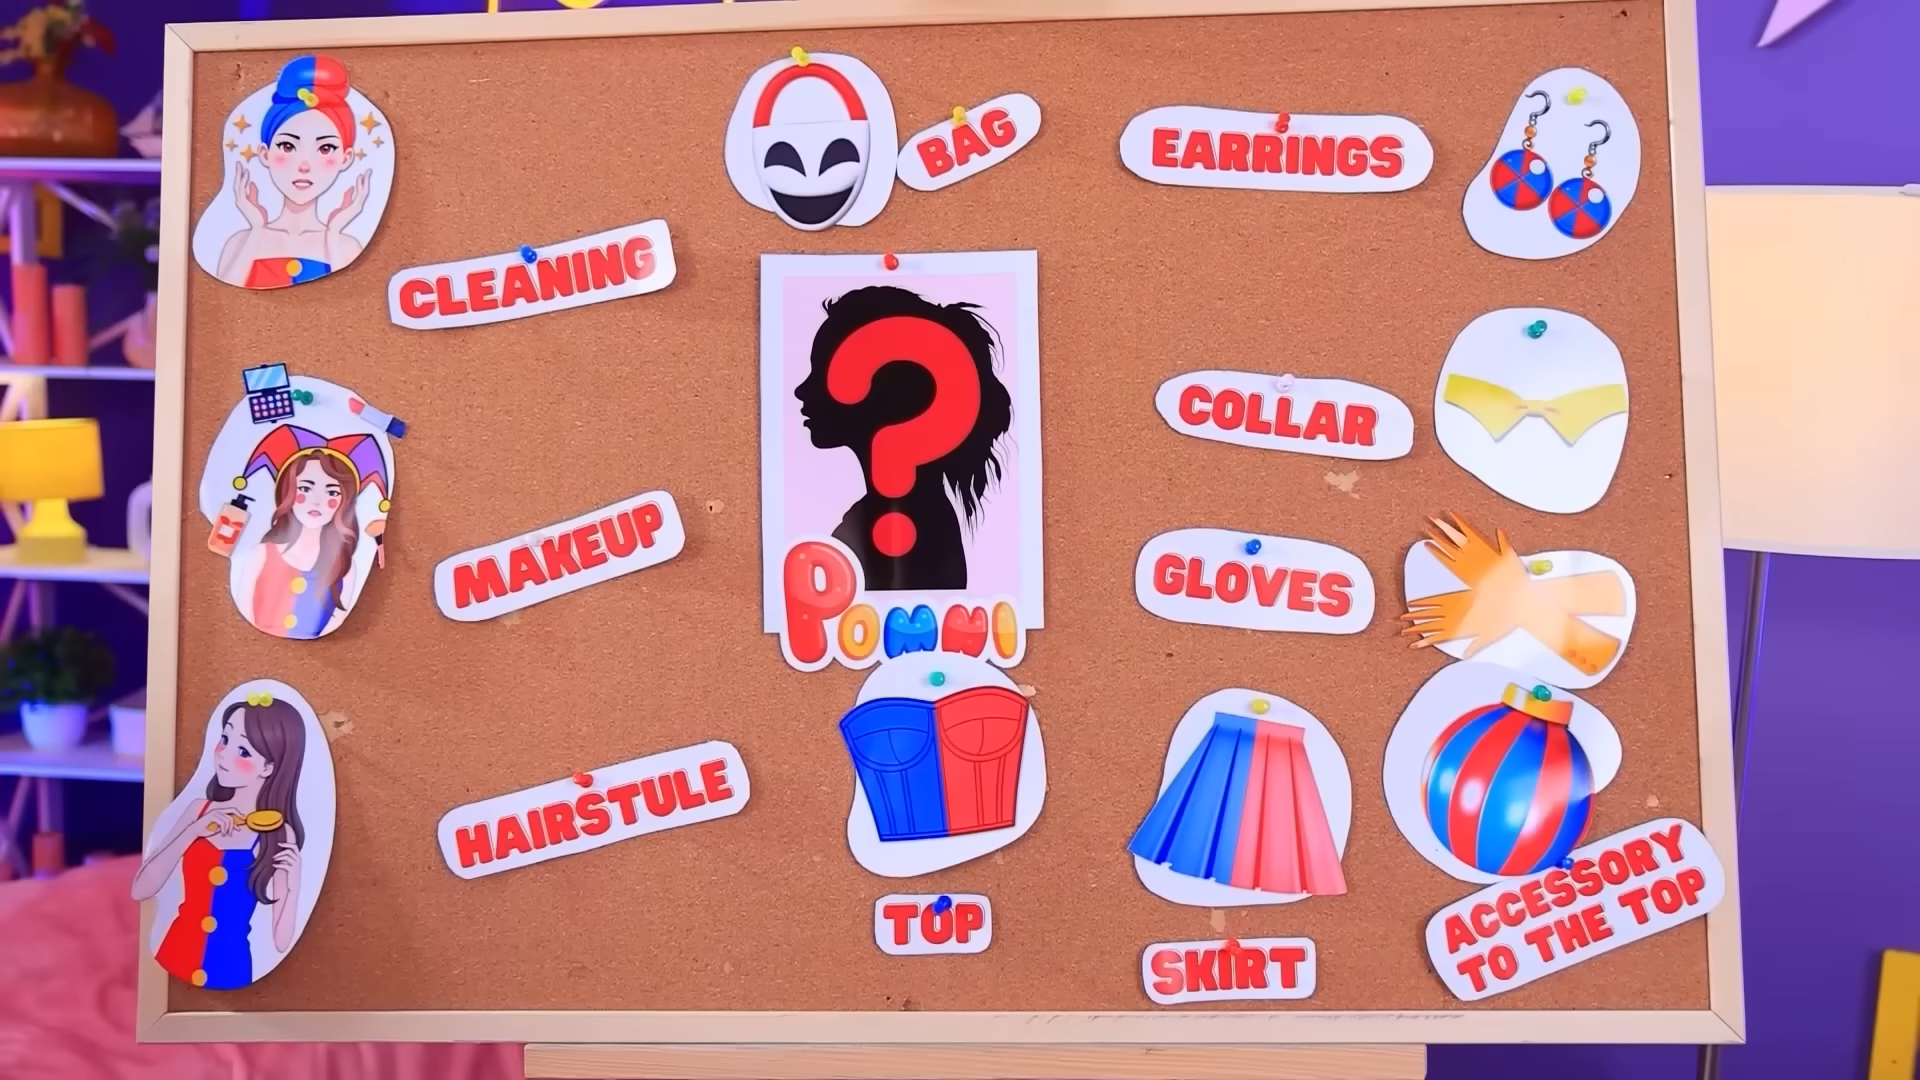 BAG
EARRINGS
CLEANING
COLLAR
MAKEUP
GLOVES
POMNI
HAIRSTULE
TOP
SKIRT
ACCESSORY
TO THE TOP